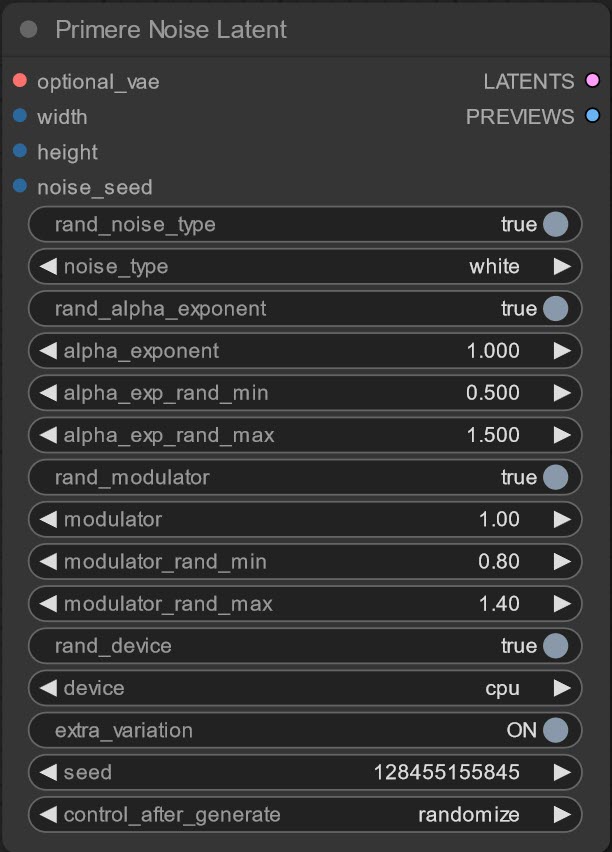 Primere Noise Latent
optional_vae LATENTS
width PREVIEWS
height
noise_seed
rand_noise_type true
noise_type white
rand_alpha_exponent true
alpha_exponent 1.000
alpha_exp_rand_min 0.500
alpha_exp_rand_max 1.500
rand_modulator true
modulator 1.00
modulator_rand_min 0.80
modulator_rand_max 1.40
rand_device true
device cpu
extra_variation ON
seed 128455155845
control_after_generate randomize